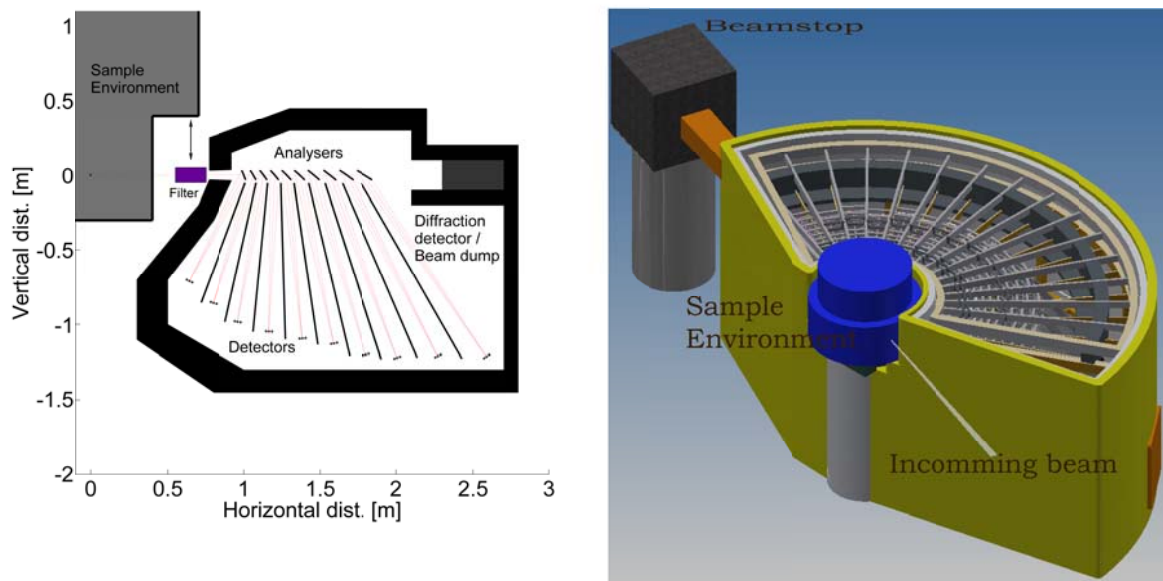 1
Sample
Environment
0.5
Analysers
0
Filter
Diffraction
detector /
Beam dump
-0.5
-1
Detectors
-1.5
-2
Vertical dist. [m]
0 0.5 1 1.5 2 2.5 3
Horizontal dist. [m]
Beamstop
Sample
Environment
Incomming beam